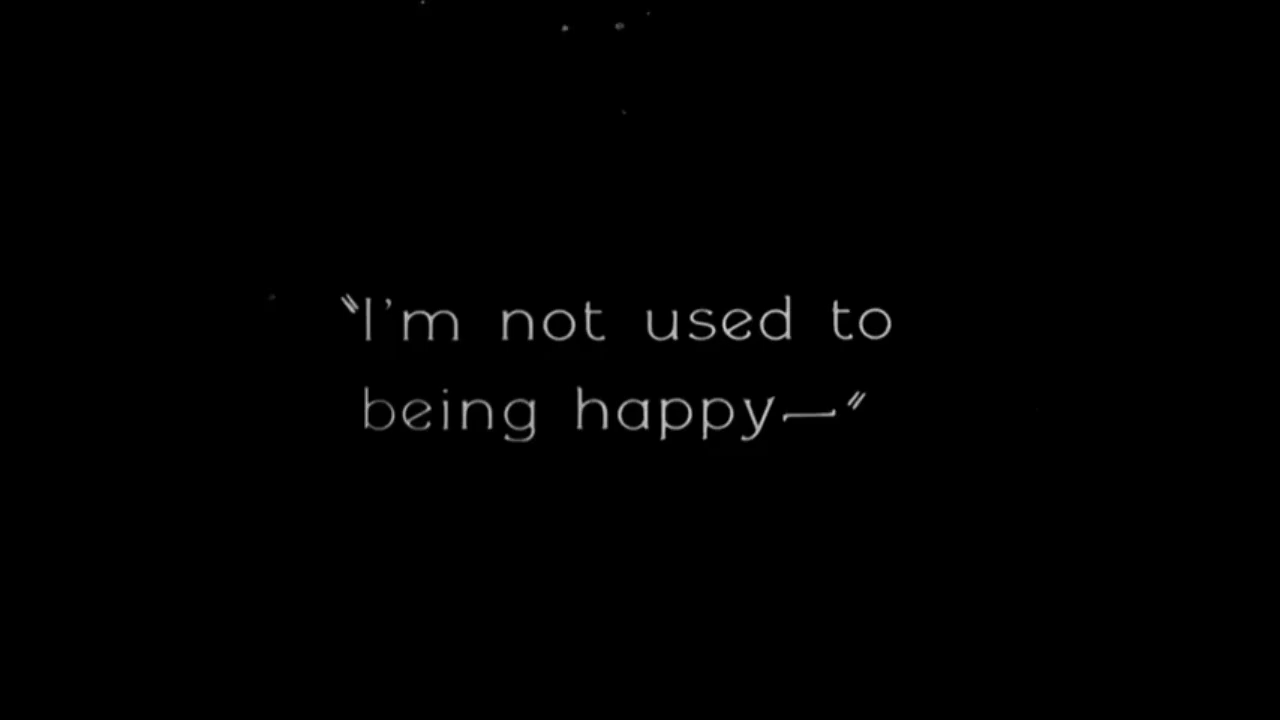 "I'm not used to
being happy—"